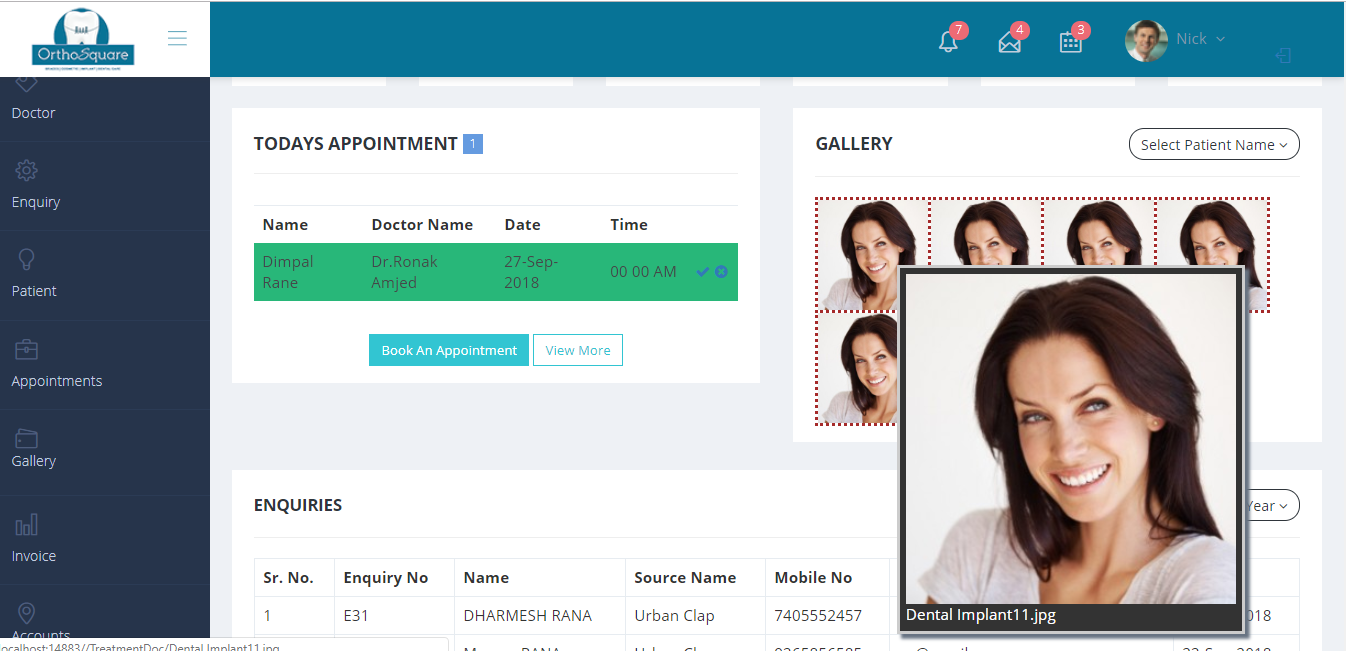 OrthoSquare
7
4
3
Nick
Doctor
Enquiry
Patient
Appointments
Gallery
Invoice
Accounts
TODAYS APPOINTMENT 1
Name Doctor Name Date Time
Dimpal Rane Dr.Ronak Amjed 27-Sep-2018 00 00 AM
Book An Appointment View More
GALLERY Select Patient Name
Dental Implant11.jpg
ENQUIRIES Year
Sr. No. Enquiry No Name Source Name Mobile No
1 E31 DHARMESH RANA Urban Clap 7405552457 018
localhost:14883//TreatmentDoc/Dental Implant11.jpg